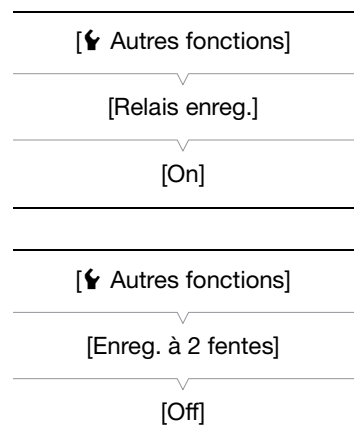 [Autres fonctions]
[Relais enreg.]
[On]
[Autres fonctions]
[Enreg. à 2 fentes]
[Off]